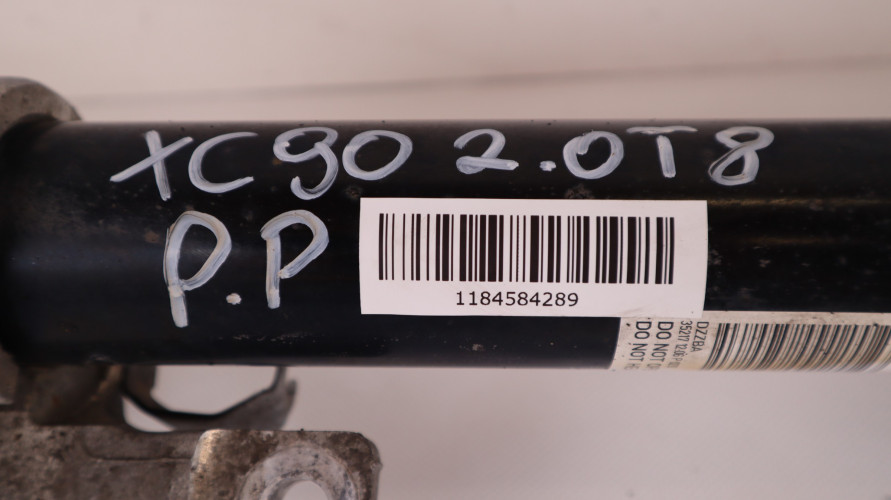 XC90 2.0T8
P.P
1184584289
DZZBA
DO NOT
DO NOT